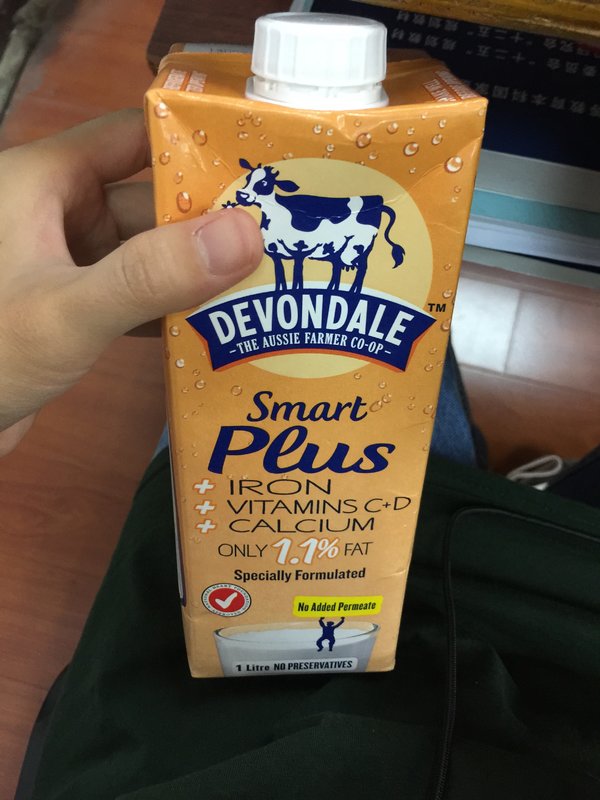 DEVONDALE
TM
- THE AUSSIE FARMER CO-OP -
Smart
Plus
+ IRON
+ VITAMINS C+D
+ CALCIUM
ONLY 1.1% FAT
Specially Formulated
No Added Permeate
1 Litre NO PRESERVATIVES